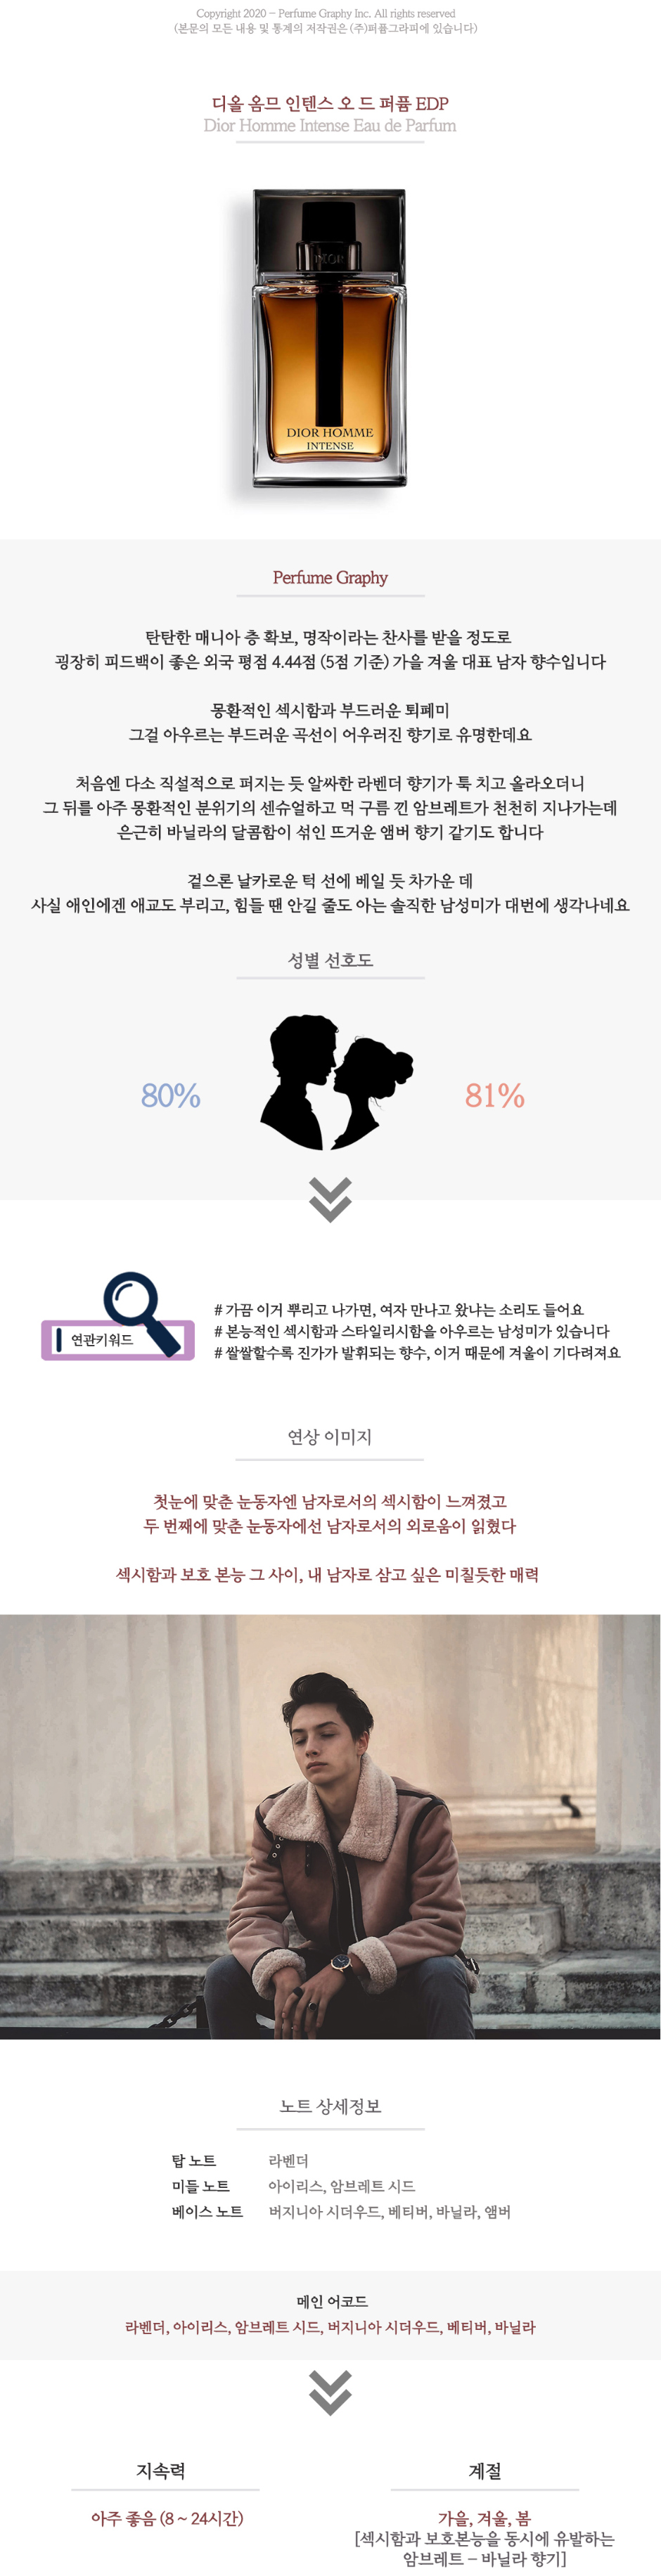 Copyright 2020 - Perfume Graphy Inc. All rights reserved
(본문의 모든 내용 및 통계의 저작권은 (주)퍼퓸그라피에 있습니다)
디올 옴므 인텐스 오 드 퍼퓸 EDP
Dior Homme Intense Eau de Parfum
DIOR
DIOR HOMME
INTENSE
Perfume Graphy
탄탄한 매니아 층 확보, 명작이라는 찬사를 받을 정도로
굉장히 피드백이 좋은 외국 평점 4.44점 (5점 기준) 가을 겨울 대표 남자 향수입니다
몽환적인 섹시함과 부드러운 퇴페미
그걸 아우르는 부드러운 곡선이 어우러진 향기로 유명한데요
처음엔 다소 직설적으로 퍼지는 듯 알싸한 라벤더 향기가 툭 치고 올라오더니
그 뒤를 아주 몽환적인 분위기의 센슈얼하고 먹 구름 낀 암브레트가 천천히 지나가는데
은근히 바닐라의 달콤함이 섞인 뜨거운 앰버 향기 같기도 합니다
겉으론 날카로운 턱 선에 베일 듯 차가운 데
사실 애인에겐 애교도 부리고, 힘들 땐 안길 줄도 아는 솔직한 남성미가 대번에 생각나네요
성별 선호도
80%
81%
연관키워드
# 가끔 이거 뿌리고 나가면, 여자 만나고 왔냐는 소리도 들어요
# 본능적인 섹시함과 스타일리시함을 아우르는 남성미가 있습니다
# 쌀쌀할수록 진가가 발휘되는 향수, 이거 때문에 겨울이 기다려져요
연상 이미지
첫눈에 맞춘 눈동자엔 남자로서의 섹시함이 느껴졌고
두 번째에 맞춘 눈동자에선 남자로서의 외로움이 읽혔다
섹시함과 보호 본능 그 사이, 내 남자로 삼고 싶은 미칠듯한 매력
노트 상세정보
탑 노트 라벤더
미들 노트 아이리스, 암브레트 시드
베이스 노트 버지니아 시더우드, 베티버, 바닐라, 앰버
메인 어코드
라벤더, 아이리스, 암브레트 시드, 버지니아 시더우드, 베티버, 바닐라
지속력
아주 좋음 (8 ~ 24시간)
계절
가을, 겨울, 봄
[섹시함과 보호본능을 동시에 유발하는
암브레트 - 바닐라 향기]